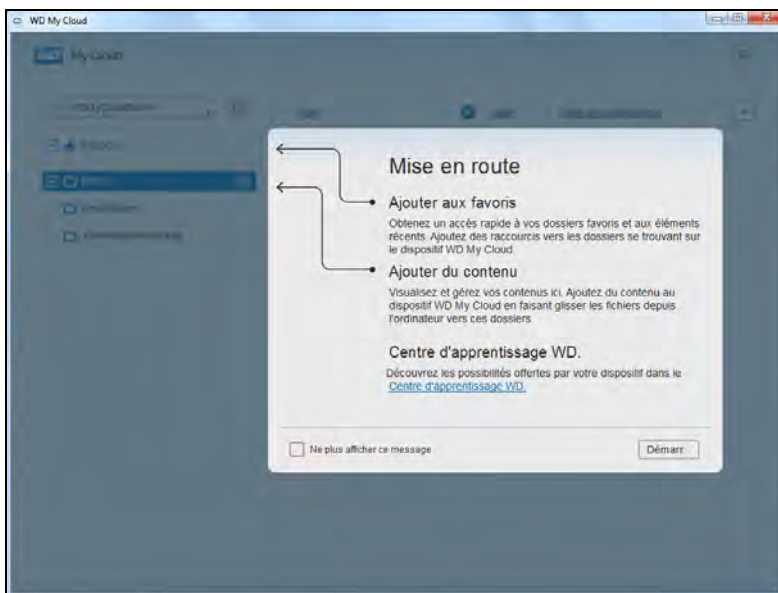 WD My Cloud
My Cloud
Mise en route
Ajouter aux favoris
Obtenez un accès rapide à vos dossiers favoris et aux éléments
récents. Ajoutez des raccourcis vers les dossiers se trouvant sur
le dispositif WD My Cloud.
Ajouter du contenu
Visualisez et gérez vos contenus ici. Ajoutez du contenu au
dispositif WD My Cloud en faisant glisser les fichiers depuis
l'ordinateur vers ces dossiers.
Centre d'apprentissage WD.
Découvrez les possibilités offertes par votre dispositif dans le
Centre d'apprentissage WD.
Ne plus afficher ce message
Démarr